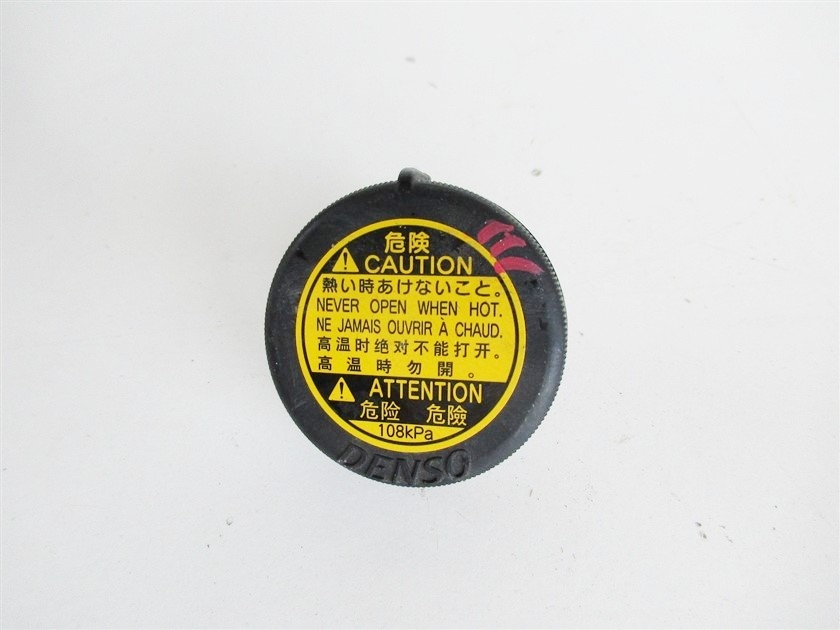 危険
CAUTION
熱い時あけないこと。
NEVER OPEN WHEN HOT.
NE JAMAIS OUVRIR À CHAUD.
高温时绝对不能打开。
高温時勿開。
ATTENTION
危险 危險
108kPa
DENSO